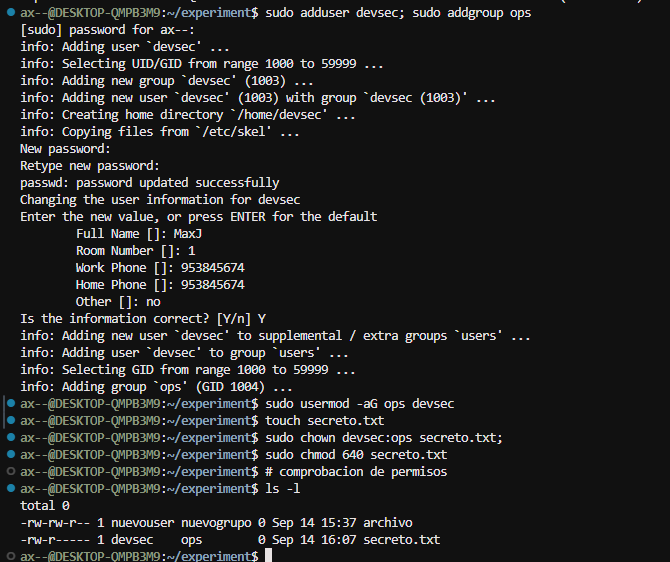 ax--@DESKTOP-QMPB3M9:~/experiment$ sudo adduser devsec; sudo addgroup ops
[sudo] password for ax--:
info: Adding user `devsec' ...
info: Selecting UID/GID from range 1000 to 59999 ...
info: Adding new group `devsec' (1003) ...
info: Adding new user `devsec' (1003) with group `devsec (1003)' ...
info: Creating home directory `/home/devsec' ...
info: Copying files from `/etc/skel' ...
New password:
Retype new password:
passwd: password updated successfully
Changing the user information for devsec
Enter the new value, or press ENTER for the default
        Full Name []: MaxJ
        Room Number []: 1
        Work Phone []: 953845674
        Home Phone []: 953845674
        Other []: no
Is the information correct? [Y/n] Y
info: Adding new user `devsec' to supplemental / extra groups `users' ...
info: Adding user `devsec' to group `users' ...
info: Selecting GID from range 1000 to 59999 ...
info: Adding group `ops' (GID 1004) ...
ax--@DESKTOP-QMPB3M9:~/experiment$ sudo usermod -aG ops devsec
ax--@DESKTOP-QMPB3M9:~/experiment$ touch secreto.txt
ax--@DESKTOP-QMPB3M9:~/experiment$ sudo chown devsec:ops secreto.txt;
ax--@DESKTOP-QMPB3M9:~/experiment$ sudo chmod 640 secreto.txt
ax--@DESKTOP-QMPB3M9:~/experiment$ # comprobacion de permisos
ax--@DESKTOP-QMPB3M9:~/experiment$ ls -l
total 0
-rw-rw-r-- 1 nuevouser nuevogrupo 0 Sep 14 15:37 archivo
-rw-r----- 1 devsec    ops        0 Sep 14 16:07 secreto.txt
ax--@DESKTOP-QMPB3M9:~/experiment$